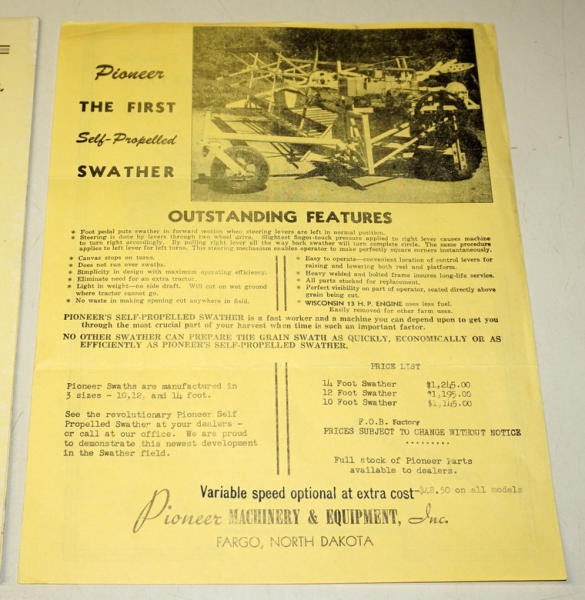 Pioneer
THE FIRST
Self-Propelled
SWATHER
OUTSTANDING FEATURES
* Foot pedal puts swather in forward motion when steering levers are left in normal position.
* Steering is done by levers through two wheel drive. Slightest finger-touch pressure applied to right lever causes machine
to turn right accordingly. By pulling right lever all the way back swather will turn complete circle. The same procedure
applies to left lever for left turns. This steering mechanism enables operator to make perfectly square corners instantaneously.
* Canvas stops on turns.
* Does not run over swaths.
* Simplicity in design with maximum operating efficiency.
* Eliminate need for an extra tractor.
* Light in weight—no side draft. Will cut on wet ground
where tractor cannot go.
* No waste in making opening cut anywhere in field.
* Easy to operate—convenient location of control levers for
raising and lowering both reel and platform.
* Heavy welded and bolted frame insures long-life service.
* All parts stocked for replacement.
* Perfect visibility on part of operator, seated directly above
grain being cut.
* WISCONSIN 13 H. P. ENGINE uses less fuel.
Easily removed for other farm uses.
PIONEER'S SELF-PROPELLED SWATHER is a fast worker and a machine you can depend upon to get you
through the most crucial part of your harvest when time is such an important factor.
NO OTHER SWATHER CAN PREPARE THE GRAIN SWATH AS QUICKLY, ECONOMICALLY OR AS
EFFICIENTLY AS PIONEER'S SELF-PROPELLED SWATHER.
Pioneer Swaths are manufactured in
3 sizes - 10,12, and 14 foot.
See the revolutionary Pioneer Self
Propelled Swather at your dealers -
or call at our office. We are proud
to demonstrate this newest development
in the Swather field.
PRICE LIST
14 Foot Swather $1,245.00
12 Foot Swather $1,195.00
10 Foot Swather $1,145.00
F.O.B. Factory
PRICES SUBJECT TO CHANGE WITHOUT NOTICE
.........
Full stock of Pioneer Parts
available to dealers.
Variable speed optional at extra cost-$48.50 on all models
Pioneer MACHINERY & EQUIPMENT, Inc.
FARGO, NORTH DAKOTA